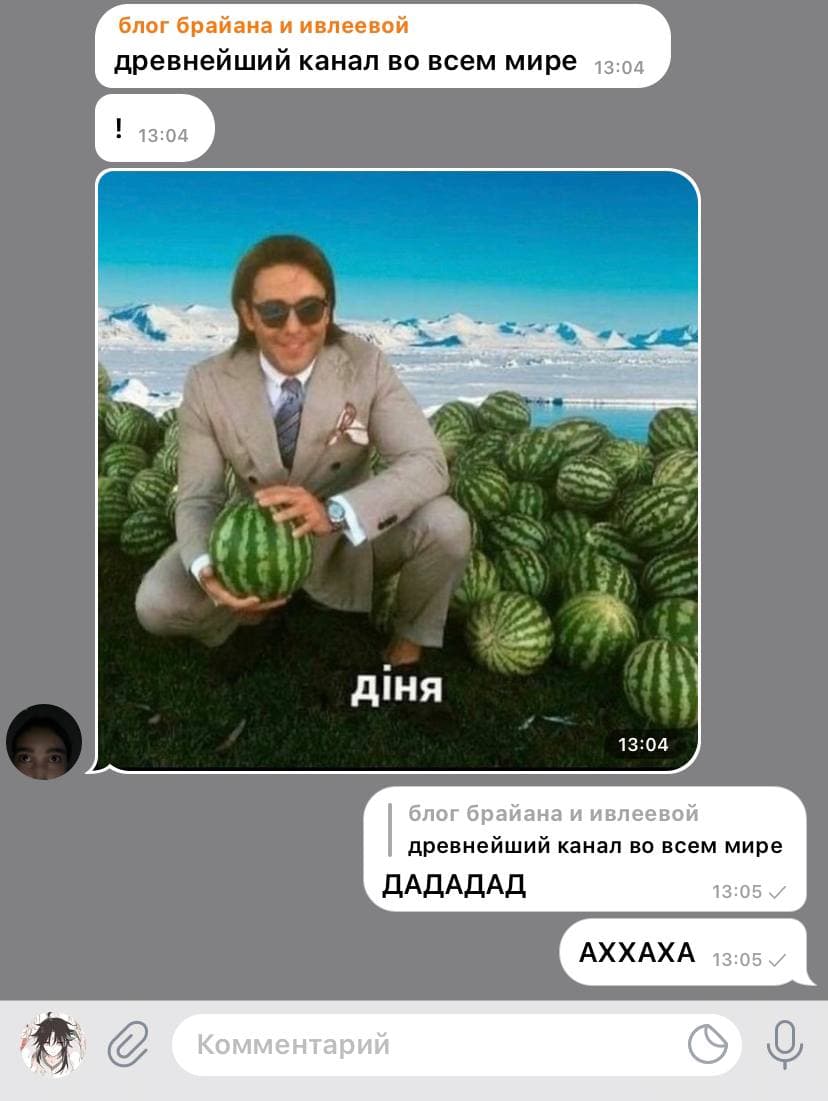 блог брайана и ивлеевой
древнейший канал во всем мире 13:04
! 13:04
діня
13:04
блог брайана и ивлеевой
древнейший канал во всем мире
ДАДАДАД 13:05
АХХАХА 13:05
Комментарий